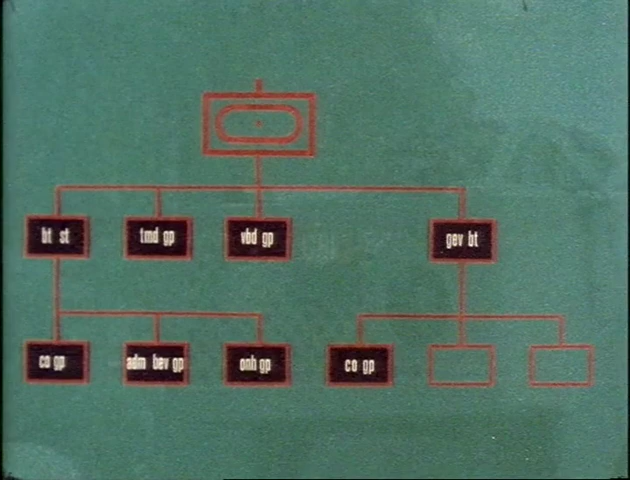 bt st
tmd gp
vbd gp
gev bt
co gp
adm bev gp
onh gp
co gp